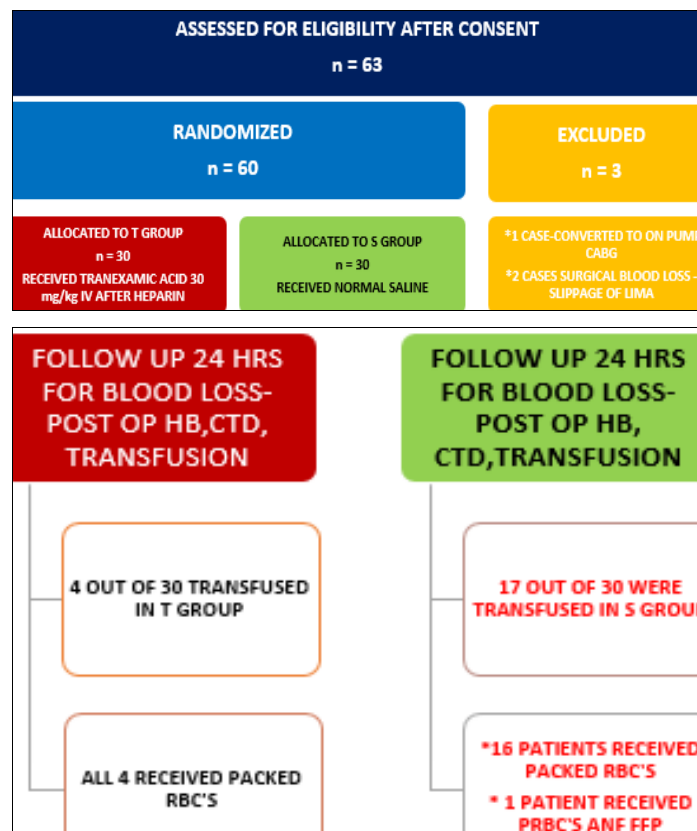 ASSESSED FOR ELIGIBILITY AFTER CONSENT
n = 63
RANDOMIZED
n = 60
EXCLUDED
n = 3
ALLOCATED TO T GROUP
n = 30
RECEIVED TRANEXAMIC ACID 30
mg/kg IV AFTER HEPARIN
ALLOCATED TO S GROUP
n = 30
RECEIVED NORMAL SALINE
*1 CASE-CONVERTED TO ON PUMP
CABG
*2 CASES SURGICAL BLOOD LOSS -
SLIPPAGE OF LIMA
FOLLOW UP 24 HRS
FOR BLOOD LOSS-
POST OP HB,CTD,
TRANSFUSION
FOLLOW UP 24 HRS
FOR BLOOD LOSS-
POST OP HB,
CTD,TRANSFUSION
4 OUT OF 30 TRANSFUSED
IN T GROUP
17 OUT OF 30 WERE
TRANSFUSED IN S GROUP
ALL 4 RECEIVED PACKED
RBC'S
*16 PATIENTS RECEIVED
PACKED RBC'S
* 1 PATIENT RECEIVED
PRBC'S ANF FFP